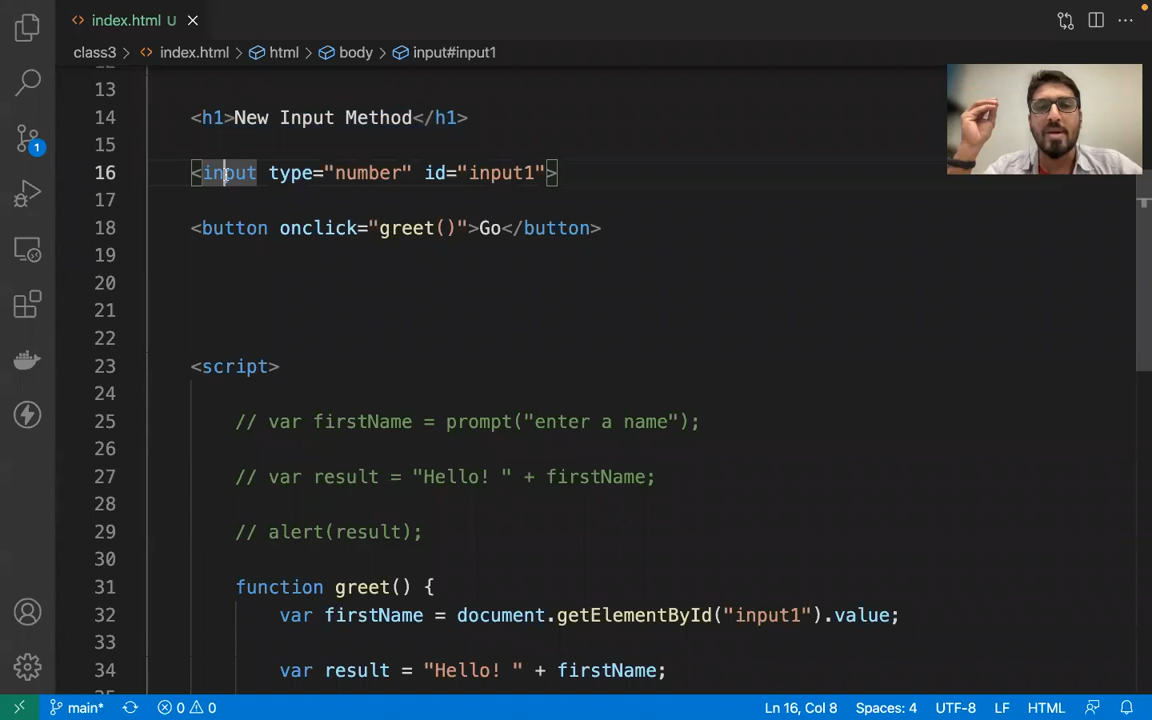 index.html U
class3 > index.html > html > body > input#input1
13
14 <h1>New Input Method</h1>
15
16 <input type="number" id="input1">
17
18 <button onclick="greet()">Go</button>
19
20
21
22
23 <script>
24
25 // var firstName = prompt("enter a name");
26
27 // var result = "Hello! " + firstName;
28
29 // alert(result);
30
31 function greet() {
32 var firstName = document.getElementById("input1").value;
33
34 var result = "Hello! " + firstName;
1
main* 0 0 Ln 16, Col 8 Spaces: 4 UTF-8 LF HTML